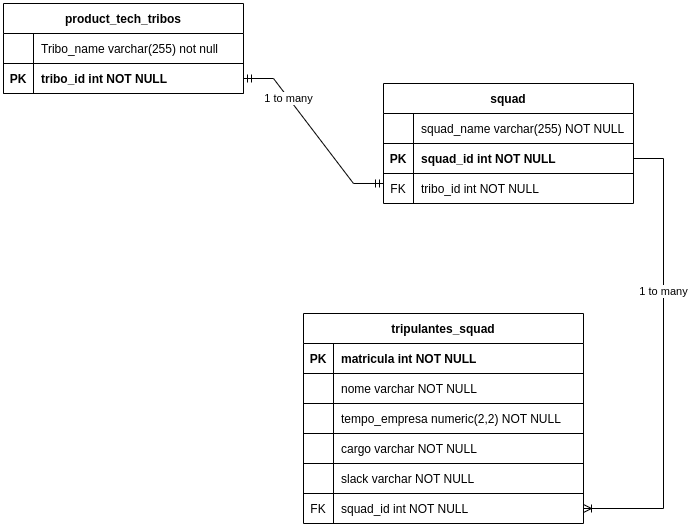 product_tech_tribos
Tribo_name varchar(255) not null
PK tribo_id int NOT NULL
1 to many
squad
squad_name varchar(255) NOT NULL
PK squad_id int NOT NULL
FK tribo_id int NOT NULL
1 to many
tripulantes_squad
PK matricula int NOT NULL
nome varchar NOT NULL
tempo_empresa numeric(2,2) NOT NULL
cargo varchar NOT NULL
slack varchar NOT NULL
FK squad_id int NOT NULL